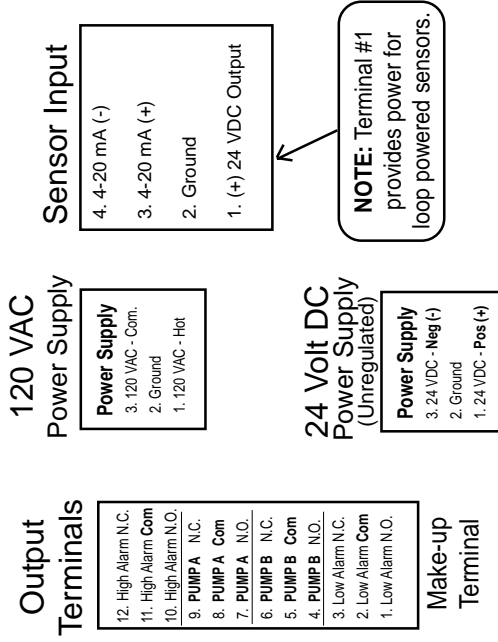 Output
Terminals
12. High Alarm N.C.
11. High Alarm Com
10. High Alarm N.O.
9. PUMP A N.C.
8. PUMP A Com
7. PUMP A N.O.
6. PUMP B N.C.
5. PUMP B Com
4. PUMP B N.O.
3. Low Alarm N.C.
2. Low Alarm Com
1. Low Alarm N.O.
Make-up
Terminal
120 VAC
Power Supply
Power Supply
3. 120 VAC - Com.
2. Ground
1. 120 VAC - Hot
24 Volt DC
Power Supply
(Unregulated)
Power Supply
3. 24 VDC - Neg (-)
2. Ground
1. 24 VDC - Pos (+)
Sensor Input
4. 4-20 mA (-)
3. 4-20 mA (+)
2. Ground
1. (+) 24 VDC Output
NOTE: Terminal #1
provides power for
loop powered sensors.